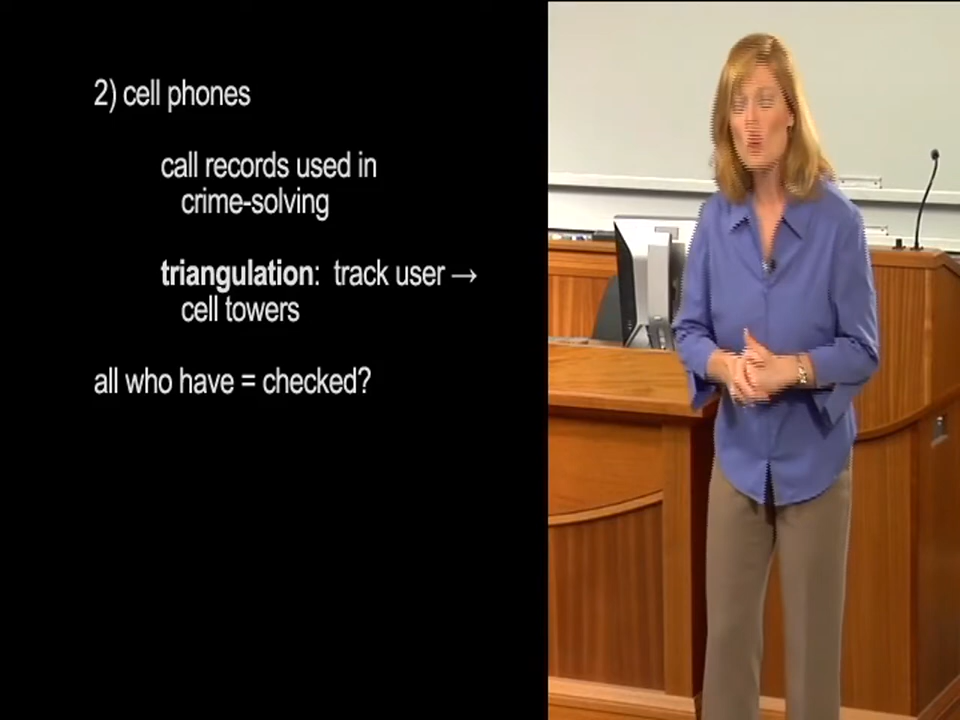 2) cell phones
call records used in
crime-solving
triangulation: track user →
cell towers
all who have = checked?